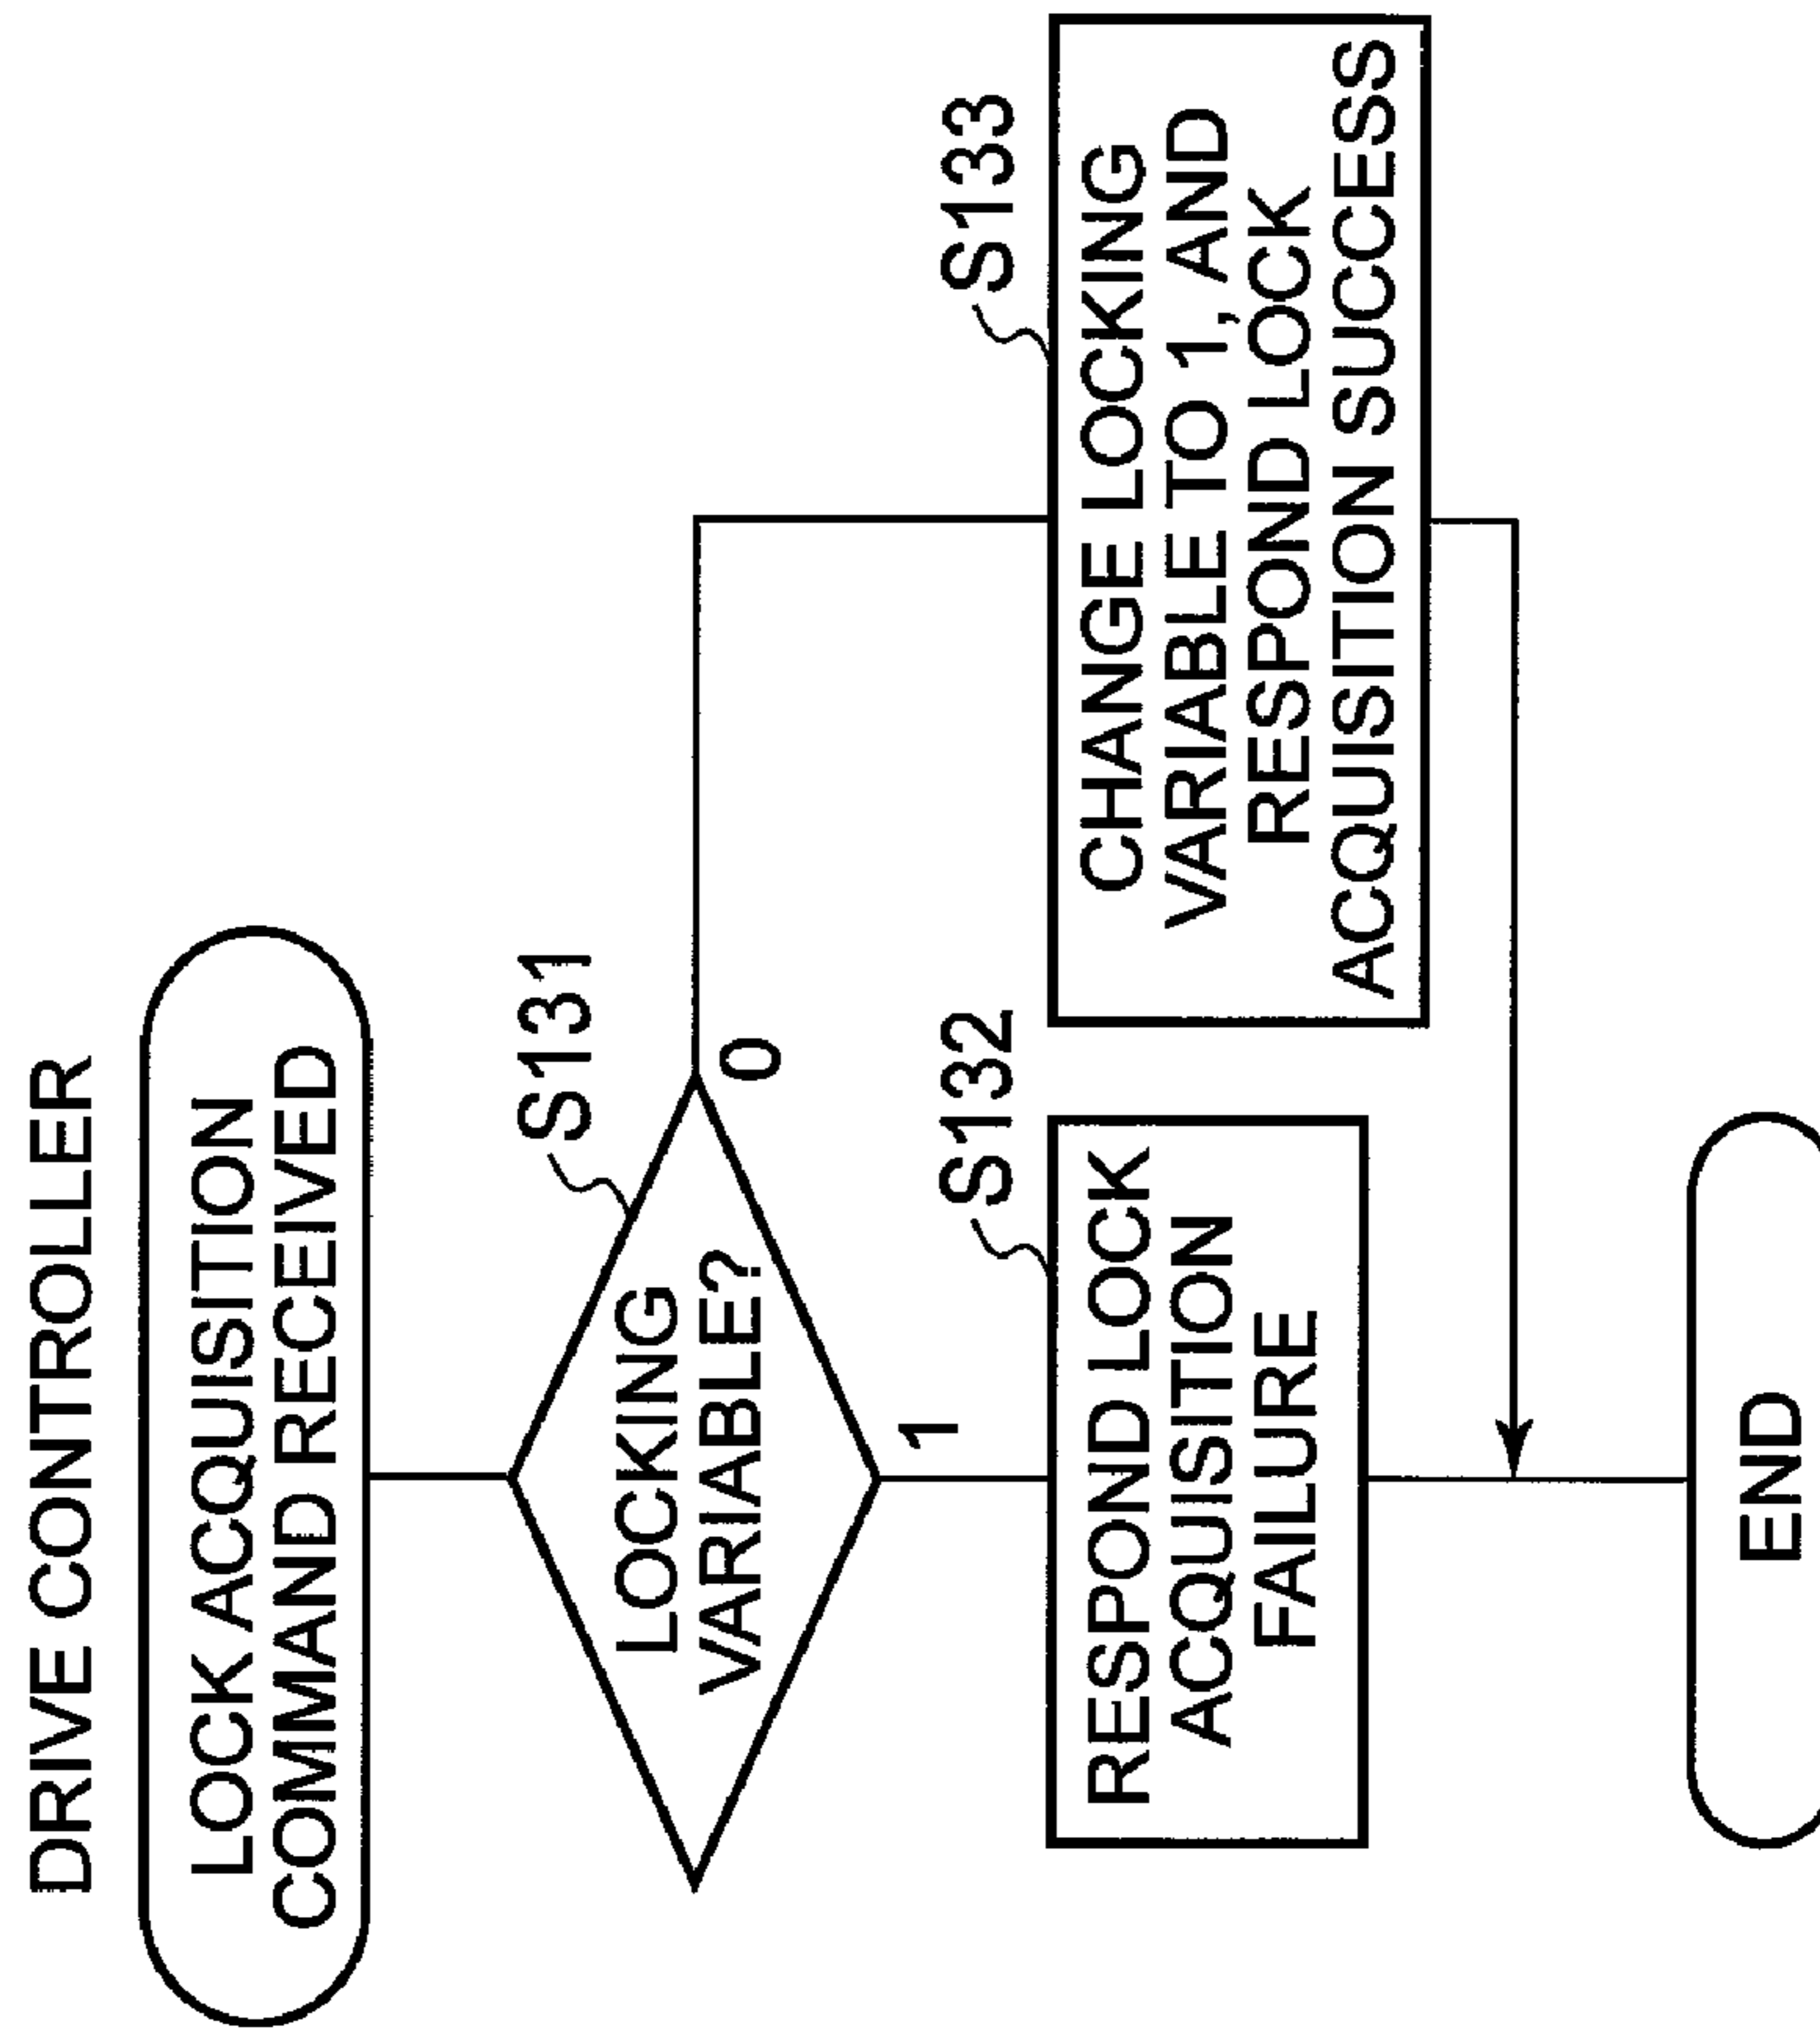 DRIVE CONTROLLER
LOCK ACQUISITION
COMMAND RECEIVED
S131
LOCKING
VARIABLE?
0
1
S132
RESPOND LOCK
ACQUISITION
FAILURE
S133
CHANGE LOCKING
VARIABLE TO 1, AND
RESPOND LOCK
ACQUISITION SUCCESS
END